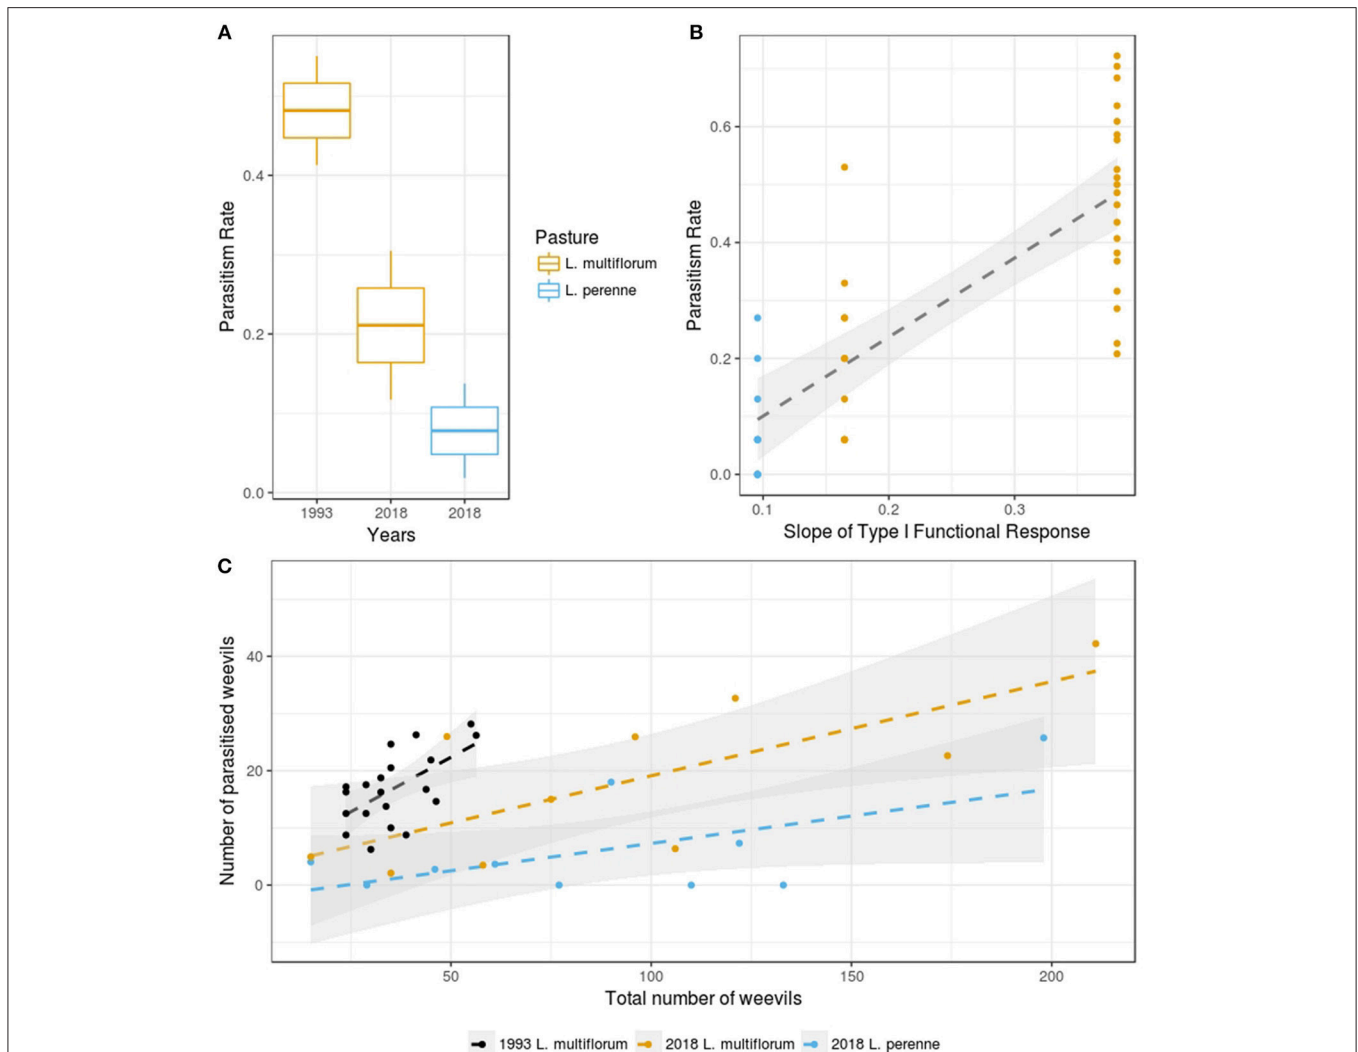 A
Parasitism Rate
0.4
0.2
0.0
1993 2018 2018
Years
Pasture
L. multiflorum
L. perenne
B
Parasitism Rate
0.6
0.4
0.2
0.0
0.1 0.2 0.3
Slope of Type I Functional Response
C
Number of parasitised weevils
40
20
0
50 100 150 200
Total number of weevils
1993 L. multiflorum 2018 L. multiflorum 2018 L. perenne